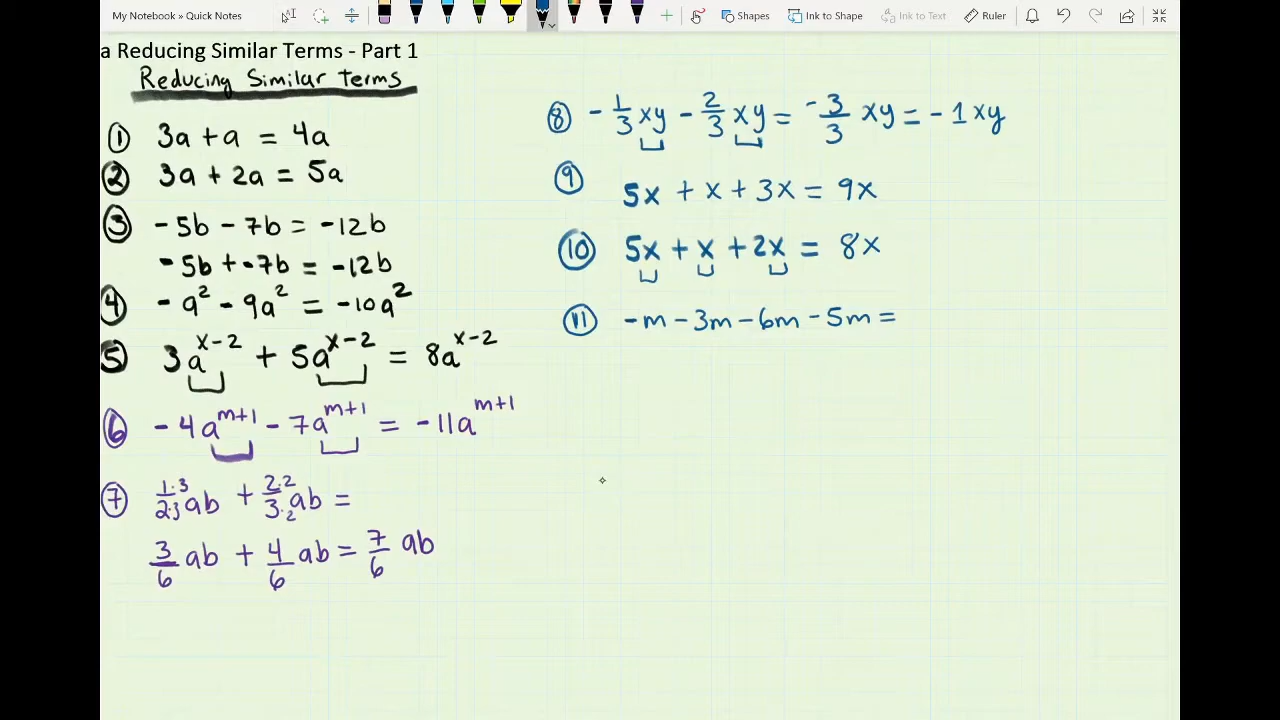 My Notebook » Quick Notes
Shapes
Ink to Shape
Ink to Text
Ruler
a Reducing Similar Terms - Part 1
Reducing Similar terms
① 3a + a = 4a
② 3a + 2a = 5a
③ -5b - 7b = -12b
-5b + -7b = -12b
④ -a² - 9a² = -10a²
⑤ 3a^(x-2) + 5a^(x-2) = 8a^(x-2)
⑥ -4a^(m+1) - 7a^(m+1) = -11a^(m+1)
⑦ (1·3)/(2·3) ab + (2·2)/(3·2) ab =
3/6 ab + 4/6 ab = 7/6 ab
⑧ -1/3 xy - 2/3 xy = -3/3 xy = -1xy
⑨ 5x + x + 3x = 9x
⑩ 5x + x + 2x = 8x
⑪ -m - 3m - 6m - 5m =